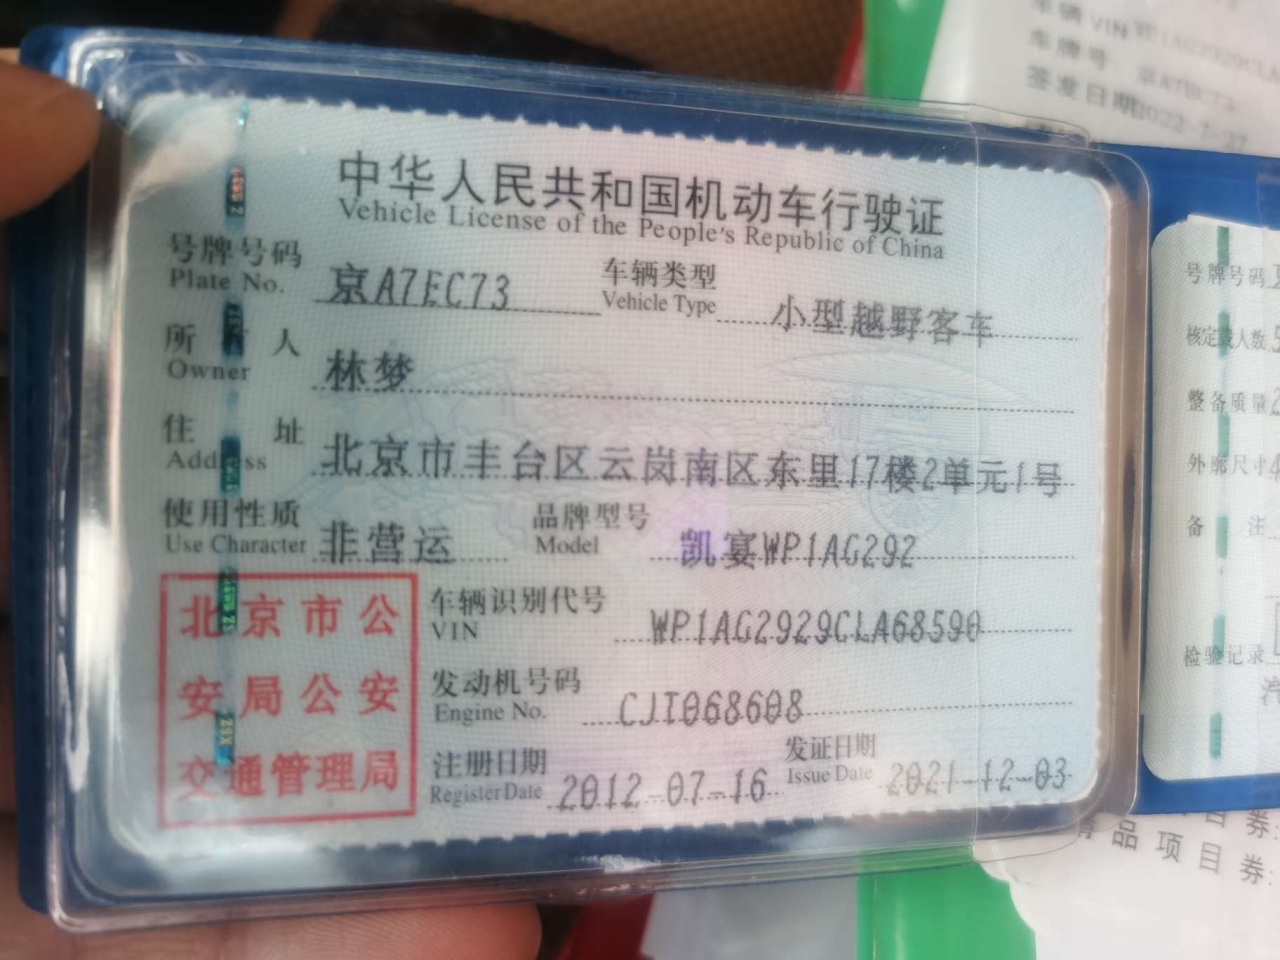 中华人民共和国机动车行驶证
Vehicle License of the People's Republic of China
号牌号码 京A7EC73 车辆类型 小型越野客车
Plate No. Vehicle Type
所有人 林梦
Owner
住址 北京市丰台区云岗南区东里17楼2单元1号
Address
使用性质 非营运 品牌型号 凯宴WP1AG292
Use Character Model
车辆识别代号 WP1AG2929CLA68590
VIN
发动机号码 CJT068608
Engine No.
注册日期 2012-07-16 发证日期 2021-12-03
Register Date Issue Date
北京市公
安局公安
交通管理局
号牌号码
核定载人数
整备质量
外廓尺寸
备注
检验记录
车辆VIN
车牌号
签发日期 2022-7-27
品项目券